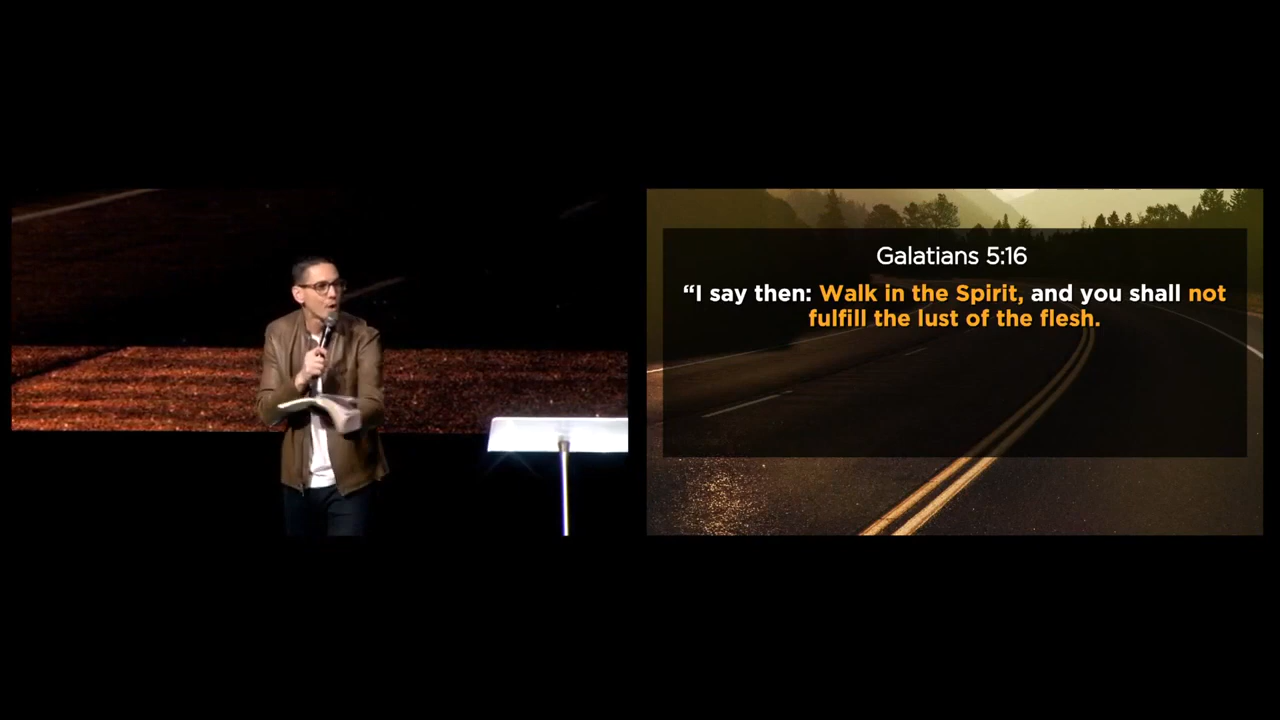 Galatians 5:16
“I say then: Walk in the Spirit, and you shall not
fulfill the lust of the flesh.